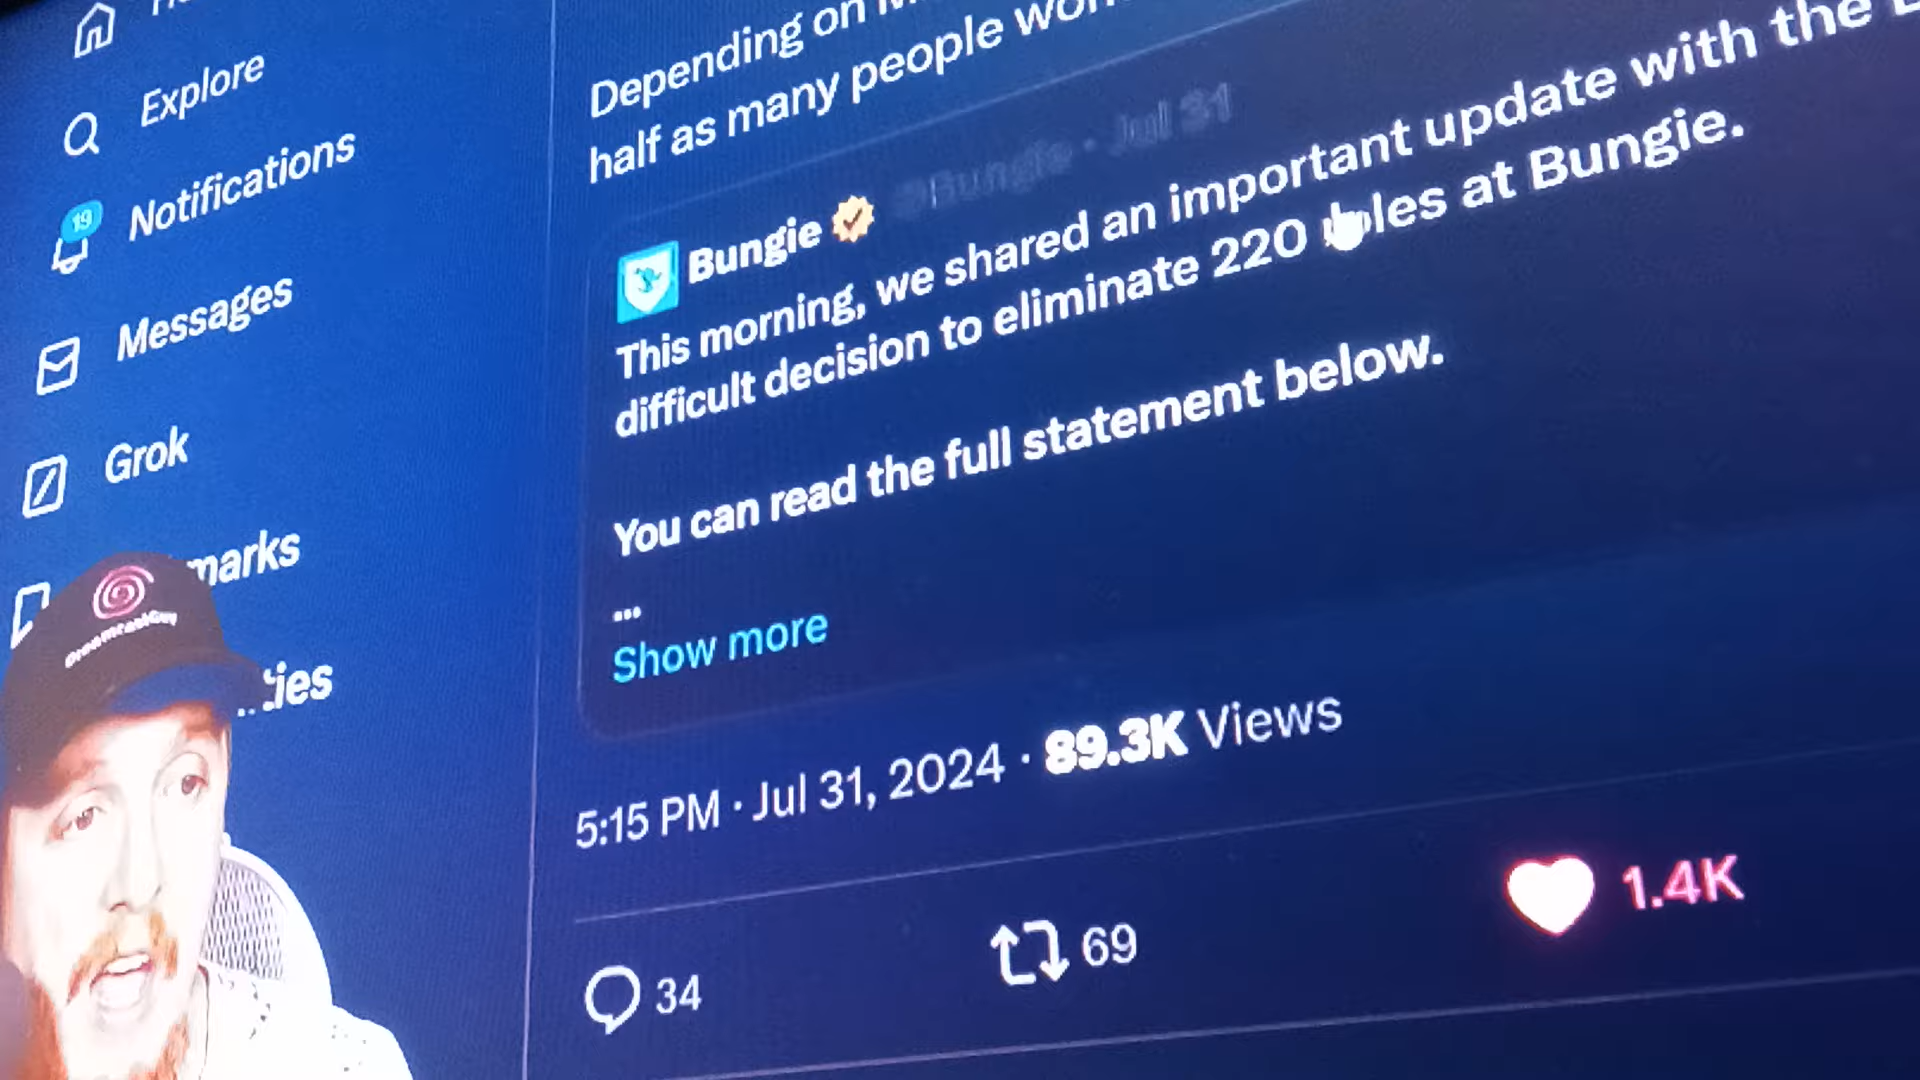 Explore
19
Notifications
Messages
Grok
marks
ties
DreamcastGuy
Depending on
half as many people
Bungie @Bungie · Jul 31
This morning, we shared an important update with the
difficult decision to eliminate 220 roles at Bungie.
You can read the full statement below.
...
Show more
5:15 PM · Jul 31, 2024 · 89.3K Views
34
69
1.4K